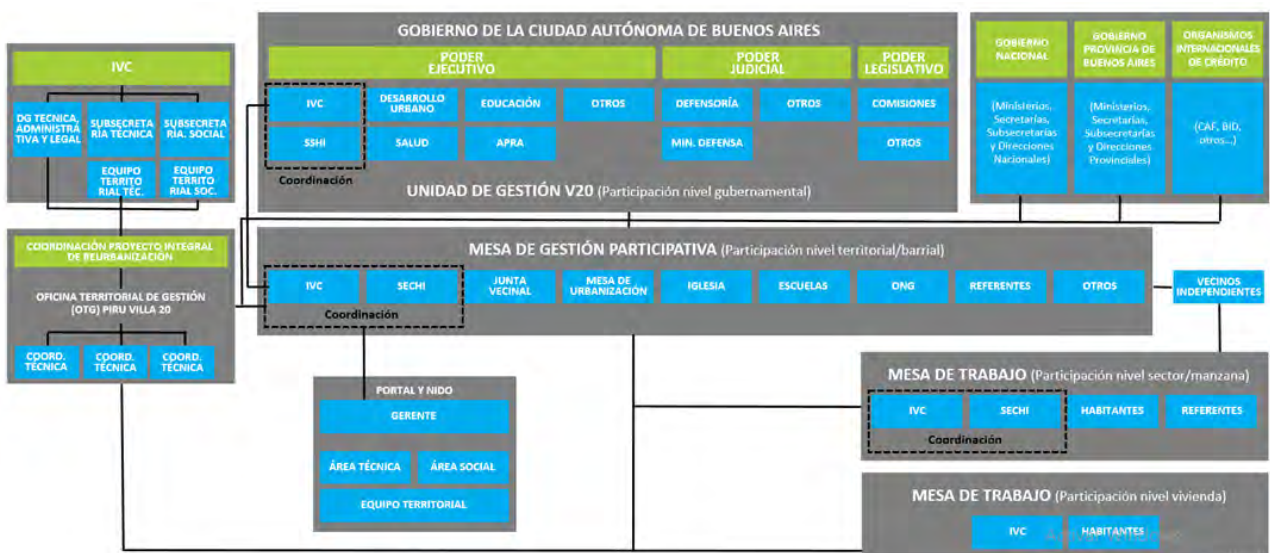 IVC
DG TECNICA,
ADMINISTRA
TIVA Y LEGAL
SUBSECRETA
RÍA TÉCNICA
SUBSECRETA
RIA. SOCIAL
EQUIPO
TERRITO
RIAL TÉC.
EQUIPO
TERRITO
RIAL SOC.
COORDINACIÓN PROYECTO INTEGRAL
DE REURBANIZACIÓN
OFICINA TERRITORIAL DE GESTIÓN
(OTG) PIRU VILLA 20
COORD.
TÉCNICA
COORD.
TÉCNICA
COORD.
TÉCNICA
GOBIERNO DE LA CIUDAD AUTÓNOMA DE BUENOS AIRES
PODER
EJECUTIVO
PODER
JUDICIAL
PODER
LEGISLATIVO
IVC
DESARROLLO
URBANO
EDUCACIÓN
OTROS
DEFENSORÍA
OTROS
COMISIONES
SSHI
SALUD
APRA
MIN. DEFENSA
OTROS
Coordinación
UNIDAD DE GESTIÓN V20 (Participación nivel gubernamental)
GOBIERNO
NACIONAL
GOBIERNO
PROVINCIA DE
BUENOS AIRES
ORGANISMOS
INTERNACIONALES
DE CRÉDITO
(Ministerios,
Secretarías,
Subsecretarías
y Direcciones
Nacionales)
(Ministerios,
Secretarías,
Subsecretarías
y Direcciones
Provinciales)
(CAF, BID,
otros...)
MESA DE GESTIÓN PARTICIPATIVA (Participación nivel territorial/barrial)
IVC
SECHI
JUNTA
VECINAL
MESA DE
URBANIZACIÓN
IGLESIA
ESCUELAS
ONG
REFERENTES
OTROS
Coordinación
VECINOS
INDEPENDIENTES
PORTAL Y NIDO
GERENTE
ÁREA TÉCNICA
ÁREA SOCIAL
EQUIPO TERRITORIAL
MESA DE TRABAJO (Participación nivel sector/manzana)
IVC
SECHI
HABITANTES
REFERENTES
Coordinación
MESA DE TRABAJO (Participación nivel vivienda)
IVC
HABITANTES